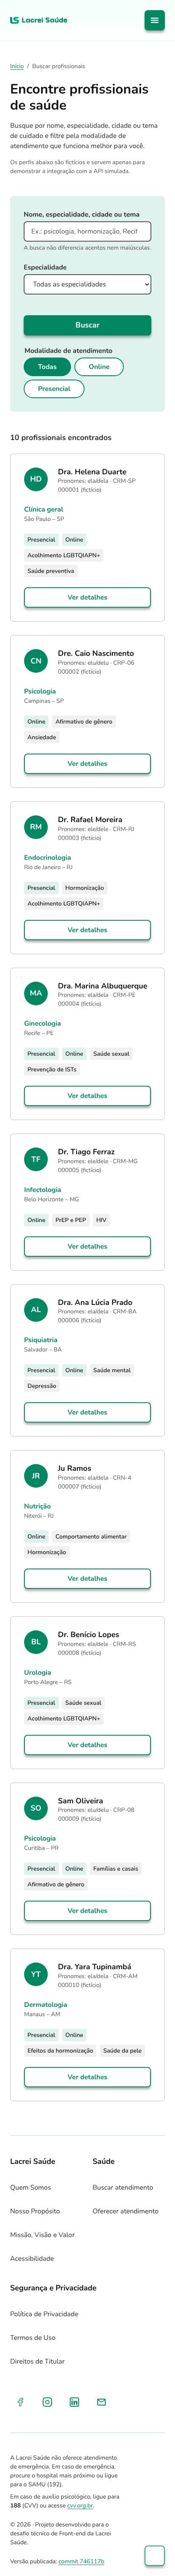 Lacrei Saúde
Início / Buscar profissionais
Encontre profissionais
de saúde
Busque por nome, especialidade, cidade ou tema
de cuidado e filtre pela modalidade de
atendimento que funciona melhor para você.
Os perfis abaixo são fictícios e servem apenas para
demonstrar a integração com a API simulada.
Nome, especialidade, cidade ou tema
Ex.: psicologia, hormonização, Recif
A busca não diferencia acentos nem maiúsculas.
Especialidade
Todas as especialidades
Buscar
Modalidade de atendimento
Todas
Online
Presencial
10 profissionais encontrados
HD
Dra. Helena Duarte
Pronomes: ela/dela · CRM-SP
000001 (fictício)
Clínica geral
São Paulo – SP
Presencial Online
Acolhimento LGBTQIAPN+
Saúde preventiva
Ver detalhes
CN
Dre. Caio Nascimento
Pronomes: elu/delu · CRP-06
000002 (fictício)
Psicologia
Campinas – SP
Online Afirmativo de gênero
Ansiedade
Ver detalhes
RM
Dr. Rafael Moreira
Pronomes: ele/dele · CRM-RJ
000003 (fictício)
Endocrinologia
Rio de Janeiro – RJ
Presencial Hormonização
Acolhimento LGBTQIAPN+
Ver detalhes
MA
Dra. Marina Albuquerque
Pronomes: ela/dela · CRM-PE
000004 (fictício)
Ginecologia
Recife – PE
Presencial Online Saúde sexual
Prevenção de ISTs
Ver detalhes
TF
Dr. Tiago Ferraz
Pronomes: ele/dele · CRM-MG
000005 (fictício)
Infectologia
Belo Horizonte – MG
Online PrEP e PEP HIV
Ver detalhes
AL
Dra. Ana Lúcia Prado
Pronomes: ela/dela · CRM-BA
000006 (fictício)
Psiquiatria
Salvador – BA
Presencial Online Saúde mental
Depressão
Ver detalhes
JR
Ju Ramos
Pronomes: elu/delu · CRN-4
000007 (fictício)
Nutrição
Niterói – RJ
Online Comportamento alimentar
Hormonização
Ver detalhes
BL
Dr. Benício Lopes
Pronomes: ele/dele · CRM-RS
000008 (fictício)
Urologia
Porto Alegre – RS
Presencial Saúde sexual
Acolhimento LGBTQIAPN+
Ver detalhes
SO
Sam Oliveira
Pronomes: elu/delu · CRP-08
000009 (fictício)
Psicologia
Curitiba – PR
Presencial Online Famílias e casais
Afirmativo de gênero
Ver detalhes
YT
Dra. Yara Tupinambá
Pronomes: ela/dela · CRM-AM
000010 (fictício)
Dermatologia
Manaus – AM
Presencial Online
Efeitos da hormonização Saúde da pele
Ver detalhes
Lacrei Saúde
Quem Somos
Nosso Propósito
Missão, Visão e Valor
Acessibilidade
Saúde
Buscar atendimento
Oferecer atendimento
Segurança e Privacidade
Política de Privacidade
Termos de Uso
Direitos de Titular
A Lacrei Saúde não oferece atendimento
de emergência. Em caso de emergência,
procure o hospital mais próximo ou ligue
para o SAMU (192).
Em caso de auxílio psicológico, ligue para
188 (CVV) ou acesse cvv.org.br.
© 2026 · Projeto desenvolvido para o
desafio técnico de Front-end da Lacrei
Saúde.
Versão publicada: commit 746117b